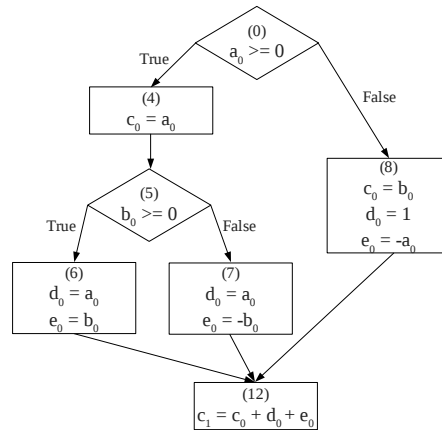 (0)
a₀ >= 0
True
False
(4)
c₀ = a₀
(5)
b₀ >= 0
True
False
(8)
c₀ = b₀
d₀ = 1
e₀ = -a₀
(6)
d₀ = a₀
e₀ = b₀
(7)
d₀ = a₀
e₀ = -b₀
(12)
c₁ = c₀ + d₀ + e₀